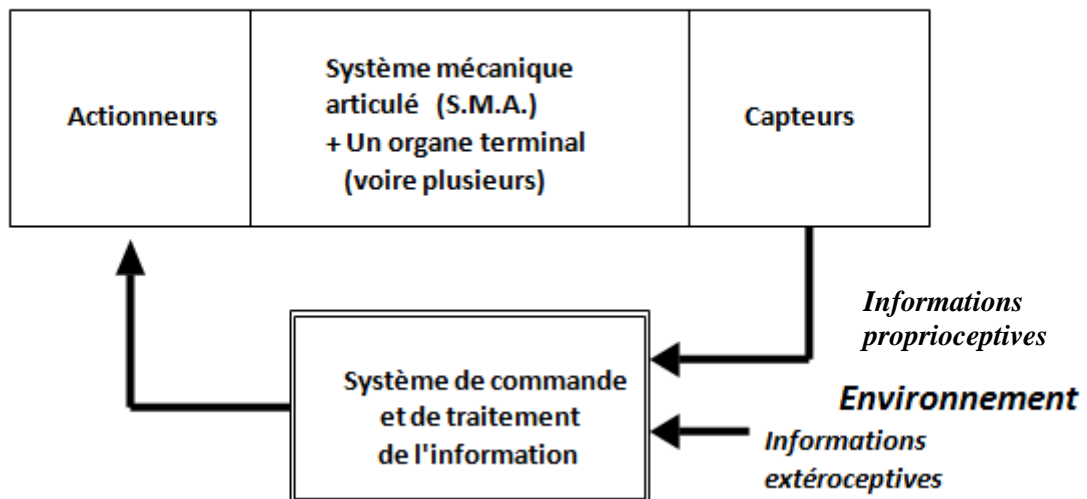 Actionneurs
Système mécanique
articulé (S.M.A.)
+ Un organe terminal
(voire plusieurs)
Capteurs
Informations
proprioceptives
Système de commande
et de traitement
de l'information
Environnement
Informations
extéroceptives